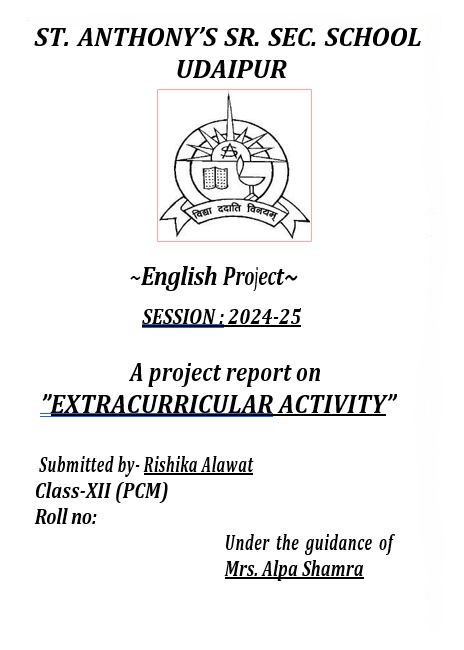 ST. ANTHONY'S SR. SEC. SCHOOL
UDAIPUR
विद्या ददाति विनयम्
~English Project~
SESSION : 2024-25
A project report on
"EXTRACURRICULAR ACTIVITY"
Submitted by- Rishika Alawat
Class-XII (PCM)
Roll no:
Under the guidance of
Mrs. Alpa Shamra